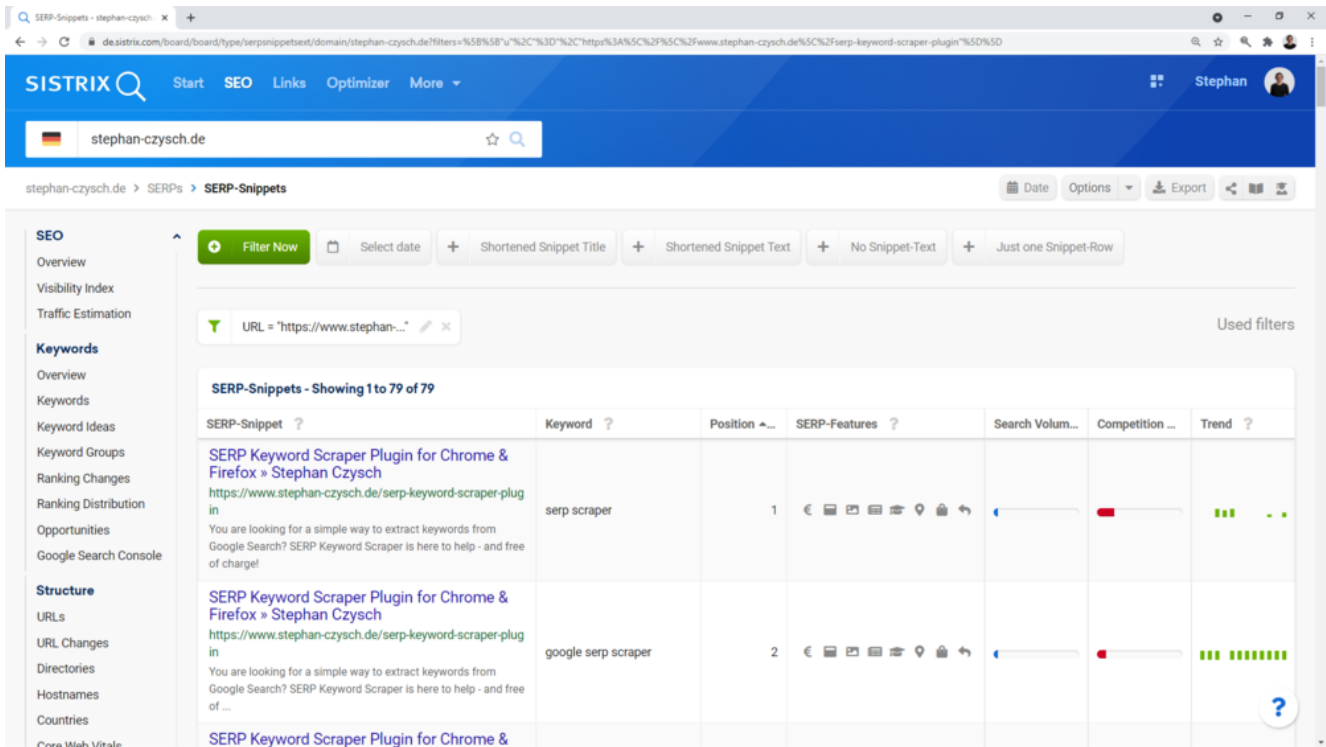 SERP-Snippets - stephan-czysch.
de.sistrix.com/board/board/type/serpsnippetsext/domain/stephan-czysch.de?filters=%5B%5B"u"%2C"%3D"%2C"https%3A%5C%2F%5C%2Fwww.stephan-czysch.de%5C%2Fserp-keyword-scraper-plugin"%5D%5D
SISTRIX Start SEO Links Optimizer More Stephan
stephan-czysch.de
stephan-czysch.de > SERPs > SERP-Snippets Date Options Export
SEO
Overview
Visibility Index
Traffic Estimation
Keywords
Overview
Keywords
Keyword Ideas
Keyword Groups
Ranking Changes
Ranking Distribution
Opportunities
Google Search Console
Structure
URLs
URL Changes
Directories
Hostnames
Countries
Core Web Vitals
Filter Now Select date + Shortened Snippet Title + Shortened Snippet Text + No Snippet-Text + Just one Snippet-Row
URL = "https://www.stephan-..." Used filters
SERP-Snippets - Showing 1 to 79 of 79
SERP-Snippet ? Keyword ? Position ... SERP-Features ? Search Volum... Competition ... Trend ?
SERP Keyword Scraper Plugin for Chrome &
Firefox » Stephan Czysch
https://www.stephan-czysch.de/serp-keyword-scraper-plug
in
You are looking for a simple way to extract keywords from
Google Search? SERP Keyword Scraper is here to help - and free
of charge!
serp scraper 1 €
SERP Keyword Scraper Plugin for Chrome &
Firefox » Stephan Czysch
https://www.stephan-czysch.de/serp-keyword-scraper-plug
in
You are looking for a simple way to extract keywords from
Google Search? SERP Keyword Scraper is here to help - and free
of ...
google serp scraper 2 €
SERP Keyword Scraper Plugin for Chrome &
?